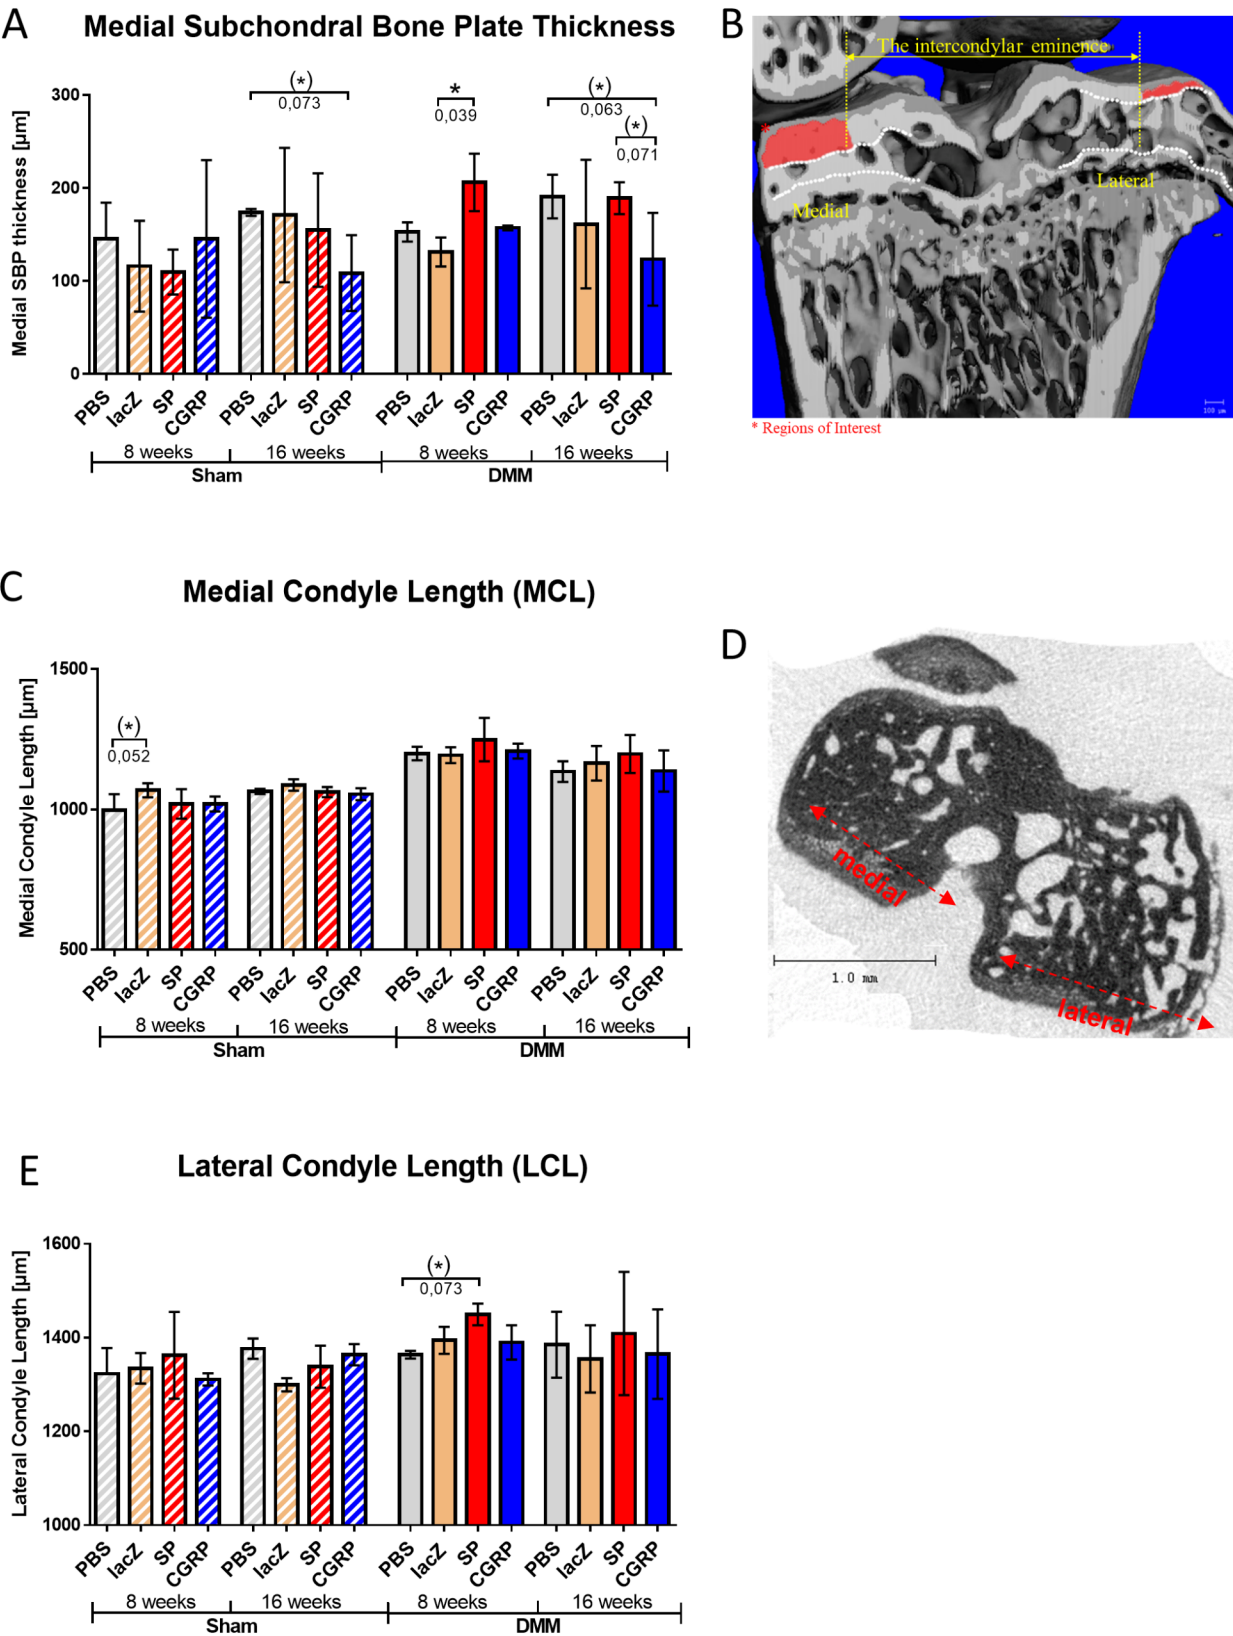 A
Medial Subchondral Bone Plate Thickness
Medial SBP thickness [µm]
300
200
100
0
(*)
0,073
*
0,039
(*)
0,063
(*)
0,071
PBS lacZ SP CGRP PBS lacZ SP CGRP PBS lacZ SP CGRP PBS lacZ SP CGRP
8 weeks 16 weeks 8 weeks 16 weeks
Sham DMM
B
The intercondylar eminence
*
Medial
Lateral
100 µm
* Regions of Interest
C
Medial Condyle Length (MCL)
Medial Condyle Length [µm]
1500
1000
500
(*)
0,052
PBS lacZ SP CGRP PBS lacZ SP CGRP PBS lacZ SP CGRP PBS lacZ SP CGRP
8 weeks 16 weeks 8 weeks 16 weeks
Sham DMM
D
medial
1.0 mm
lateral
E
Lateral Condyle Length (LCL)
Lateral Condyle Length [µm]
1600
1400
1200
1000
(*)
0,073
PBS lacZ SP CGRP PBS lacZ SP CGRP PBS lacZ SP CGRP PBS lacZ SP CGRP
8 weeks 16 weeks 8 weeks 16 weeks
Sham DMM